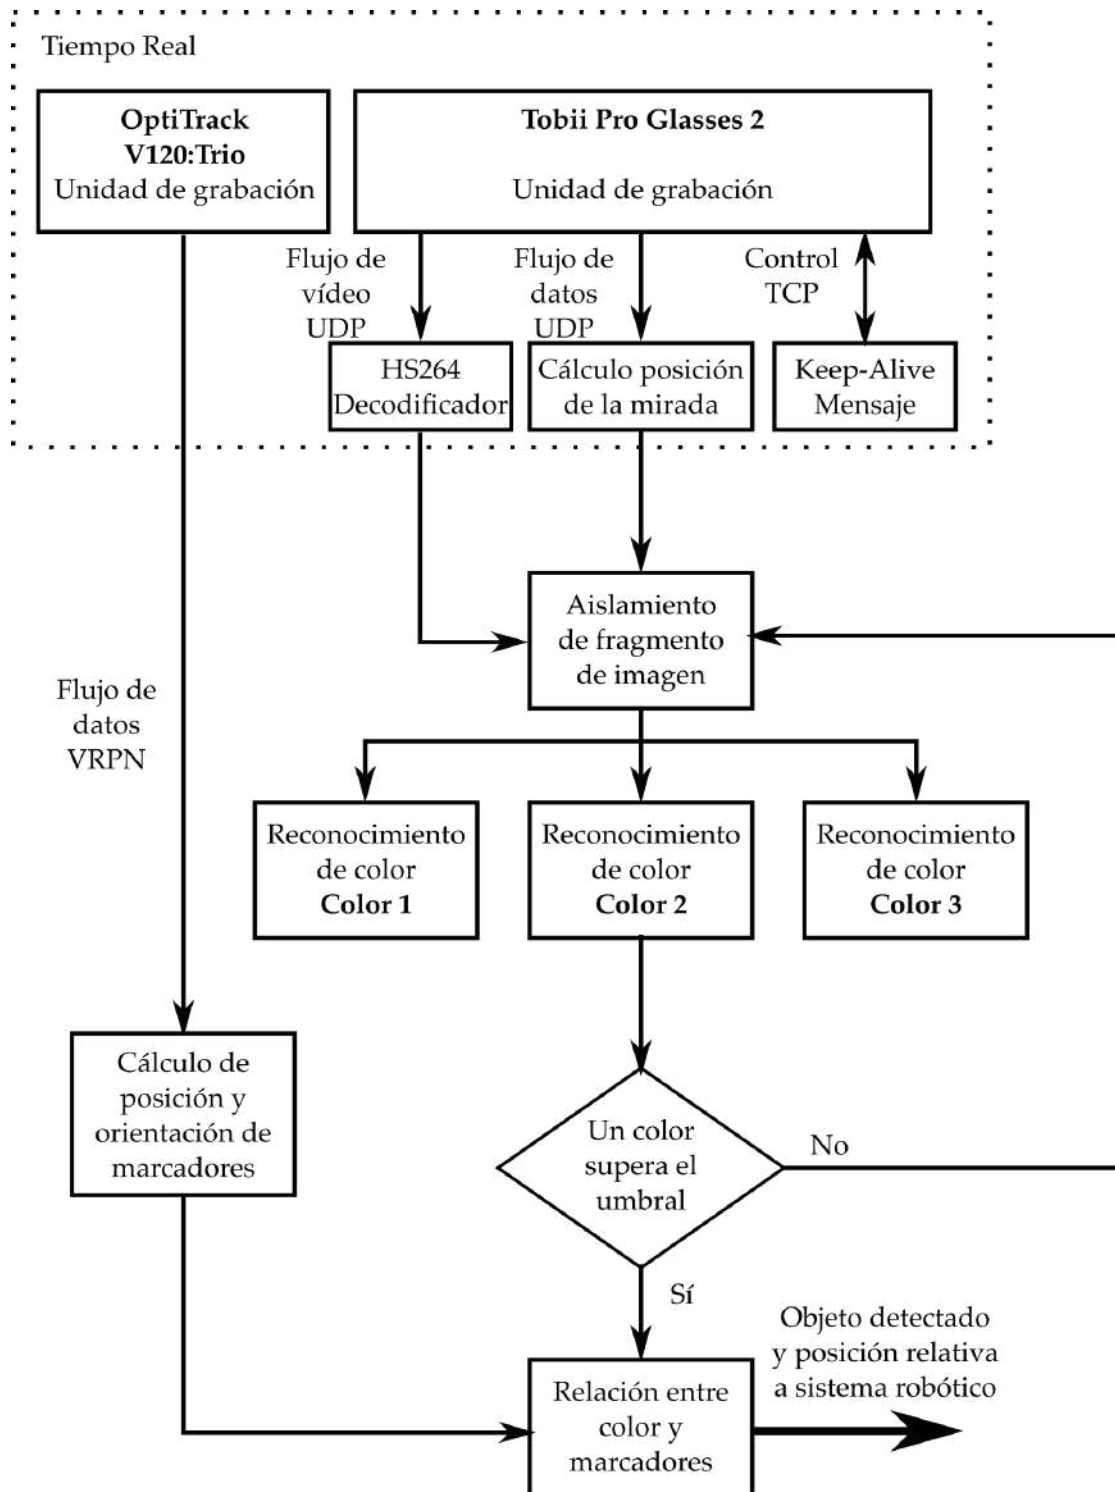 Tiempo Real
OptiTrack
V120:Trio
Unidad de grabación
Tobii Pro Glasses 2
Unidad de grabación
Flujo de
vídeo
UDP
Flujo de
datos
UDP
Control
TCP
HS264
Decodificador
Cálculo posición
de la mirada
Keep-Alive
Mensaje
Aislamiento
de fragmento
de imagen
Flujo de
datos
VRPN
Reconocimiento
de color
Color 1
Reconocimiento
de color
Color 2
Reconocimiento
de color
Color 3
Cálculo de
posición y
orientación de
marcadores
Un color
supera el
umbral
No
Sí
Objeto detectado
y posición relativa
a sistema robótico
Relación entre
color y
marcadores